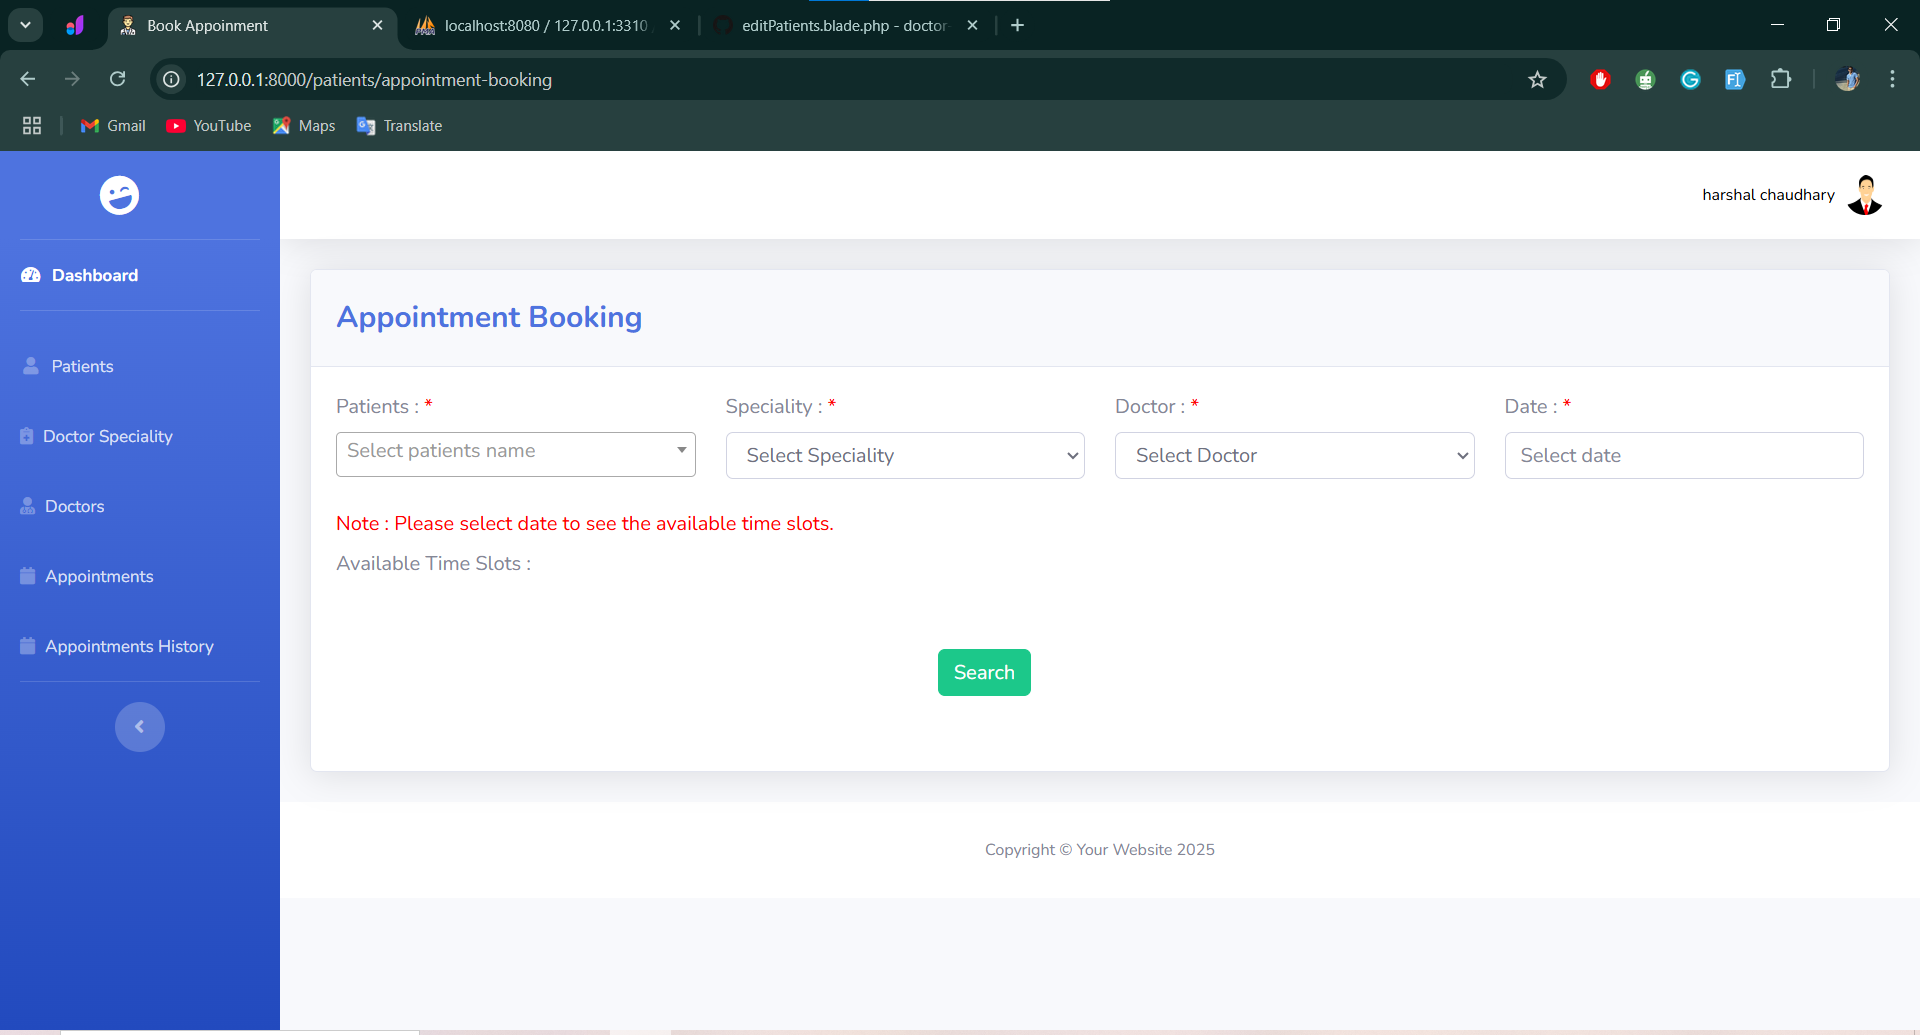 Book Appoinment
localhost:8080 / 127.0.0.1:3310
editPatients.blade.php - doctor-
127.0.0.1:8000/patients/appointment-booking
Gmail
YouTube
Maps
Translate
harshal chaudhary
Dashboard
Patients
Doctor Speciality
Doctors
Appointments
Appointments History
Appointment Booking
Patients : *
Speciality : *
Doctor : *
Date : *
Select patients name
Select Speciality
Select Doctor
Select date
Note : Please select date to see the available time slots.
Available Time Slots :
Search
Copyright © Your Website 2025